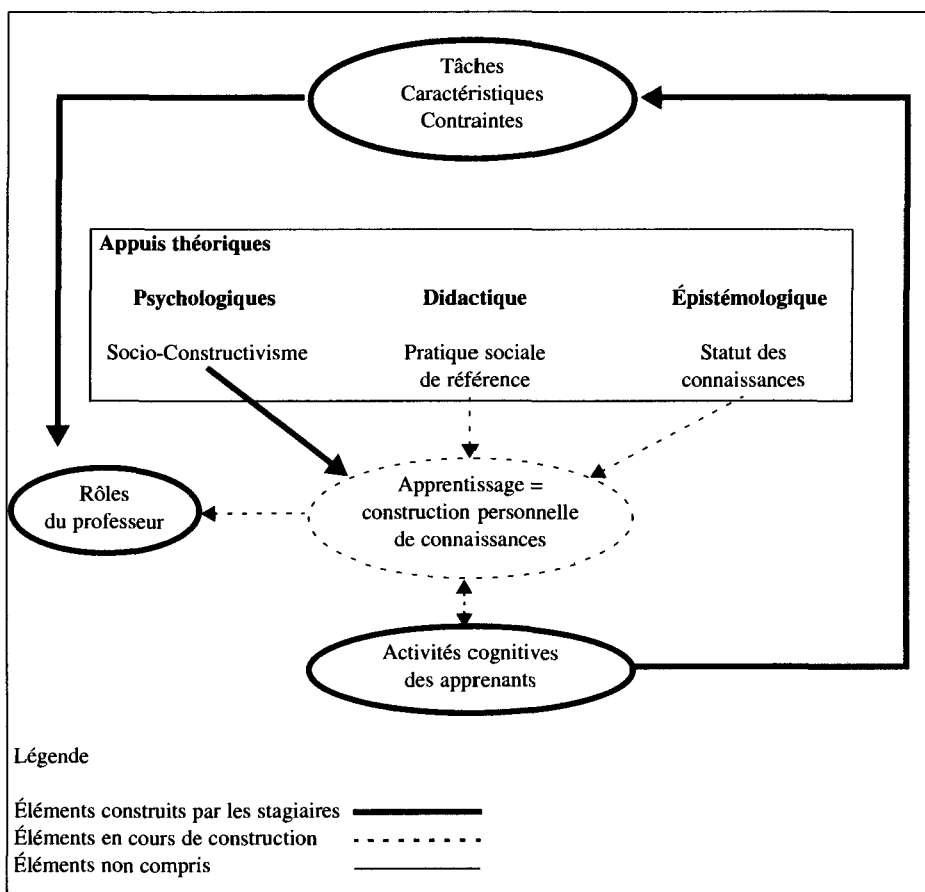 Tâches
Caractéristiques
Contraintes
Appuis théoriques
Psychologiques
Didactique
Épistémologique
Socio-Constructivisme
Pratique sociale
de référence
Statut des
connaissances
Rôles
du professeur
Apprentissage =
construction personnelle
de connaissances
Activités cognitives
des apprenants
Légende
Éléments construits par les stagiaires
Éléments en cours de construction
Éléments non compris